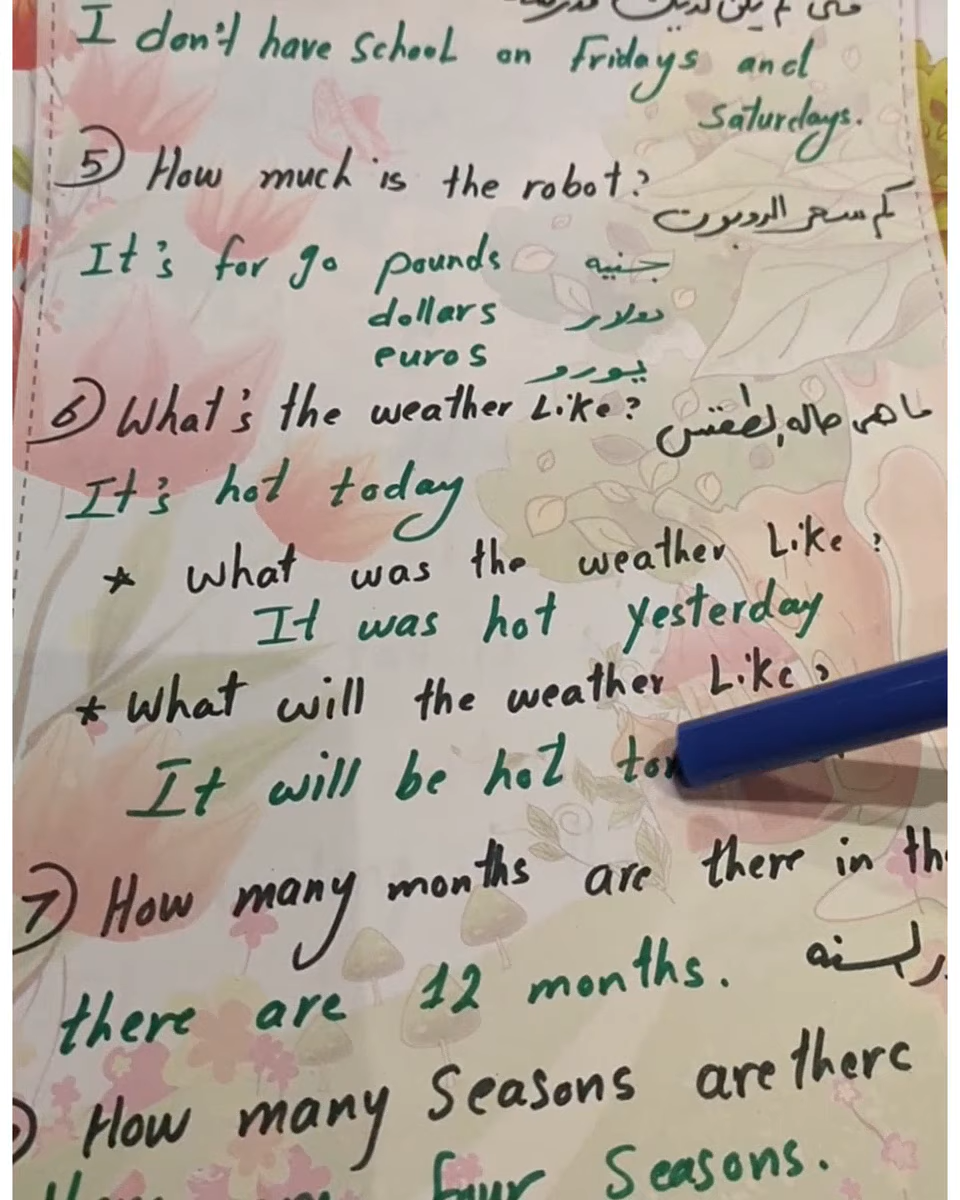 I don't have school on Fridays and
Saturdays.
5 How much is the robot?
كم سعر الروبوت
It's for 90 pounds جنيه
dollars دولار
euros يورو
6 What's the weather Like? ما هى حاله الطقس
It's hot today
* What was the weather Like?
It was hot yesterday
* What will the weather Like?
It will be hot
7 How many months are there in
السنه
there are 12 months.
How many Seasons are there
four Seasons.